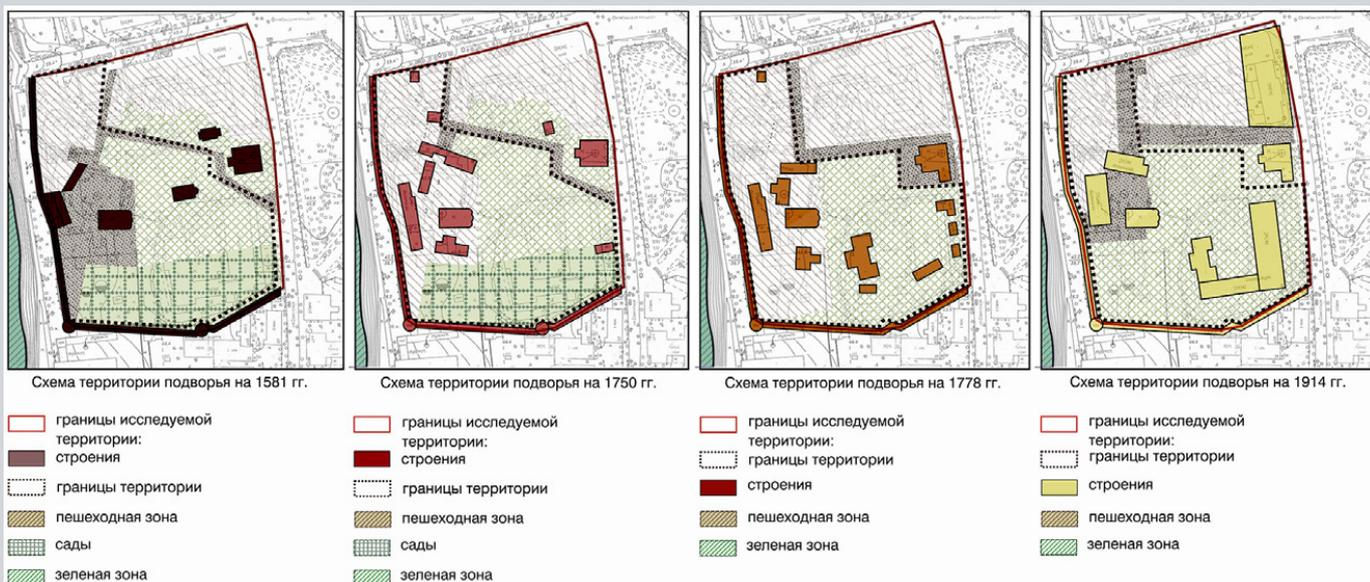 Схема территории подворья на 1581 гг.
границы исследуемой
территории:
строения
границы территории
пешеходная зона
сады
зеленая зона
Схема территории подворья на 1750 гг.
границы исследуемой
территории:
строения
границы территории
пешеходная зона
сады
зеленая зона
Схема территории подворья на 1778 гг.
границы исследуемой
территории:
границы территории
строения
пешеходная зона
зеленая зона
Схема территории подворья на 1914 гг.
границы исследуемой
территории:
границы территории
строения
пешеходная зона
зеленая зона